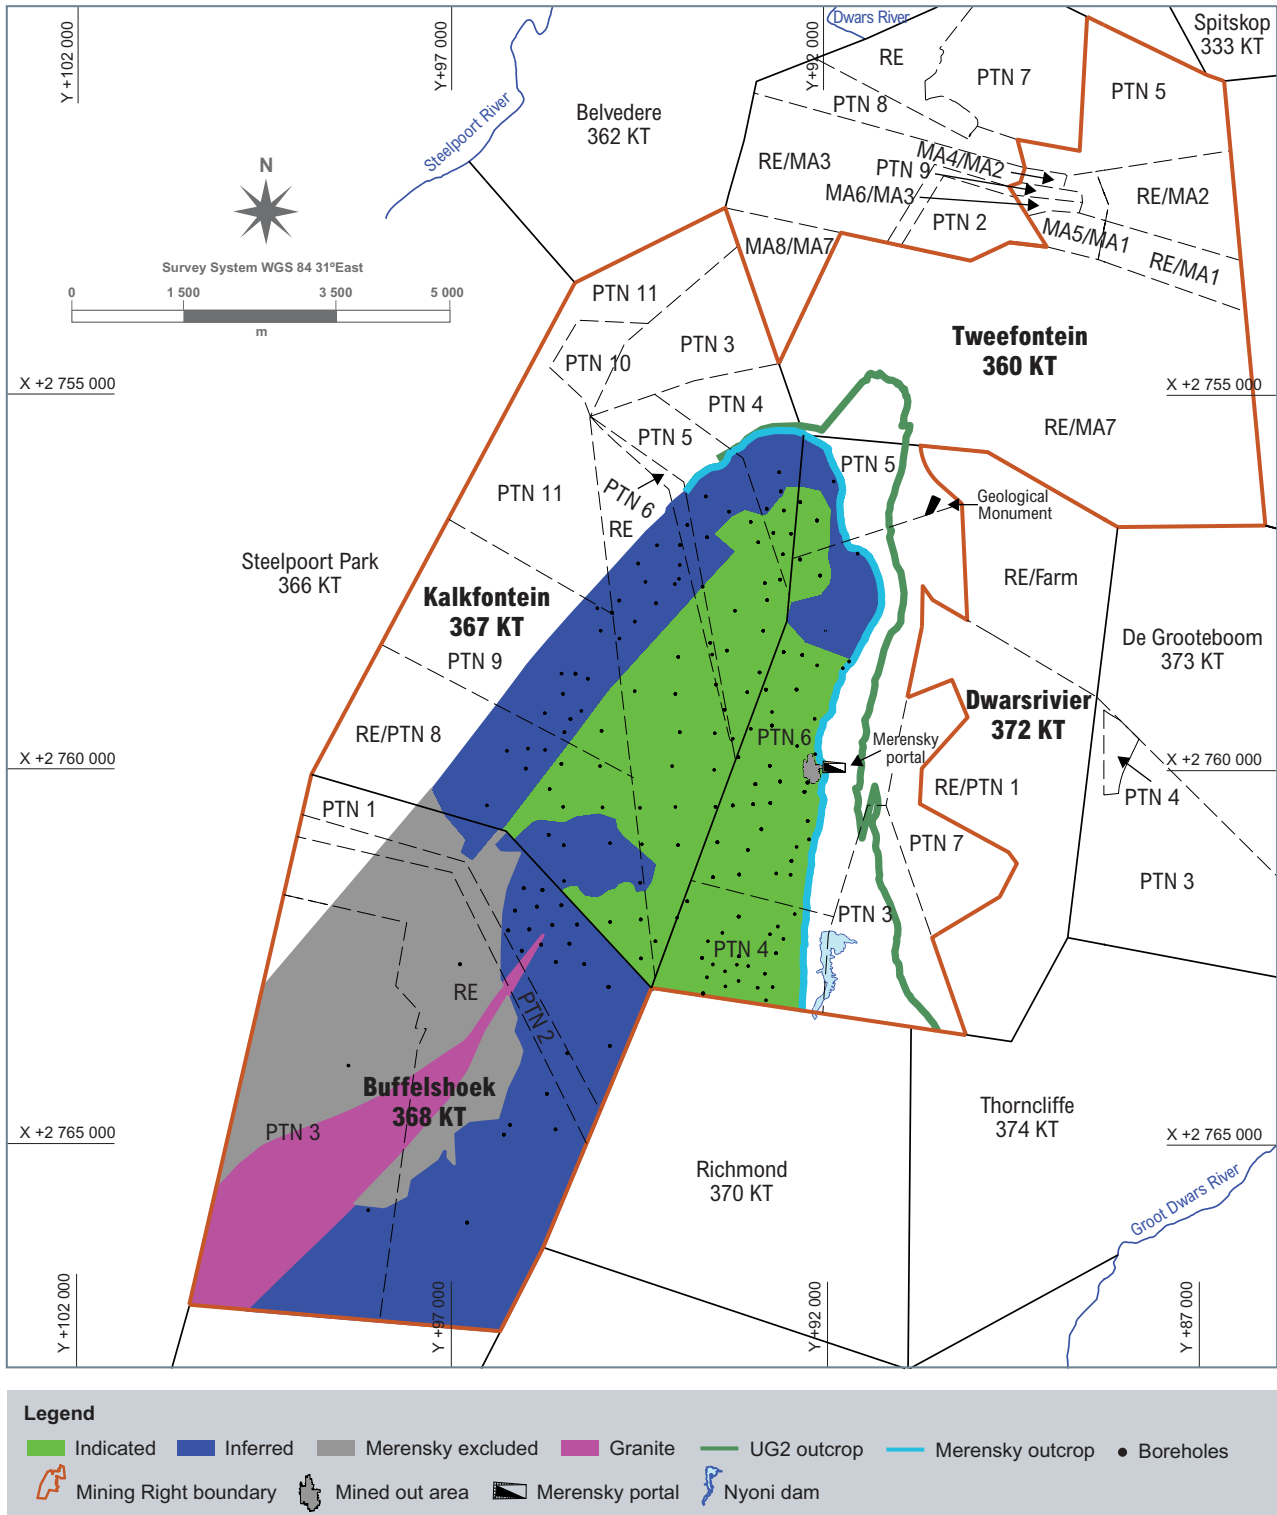 Y +102 000
Y+97 000
Y+92 000
Dwars River
Spitskop
333 KT
RE
PTN 7
PTN 5
Steelpoort River
Belvedere
362 KT
PTN 8
RE/MA3
MA4/MA2
PTN 9
MA6/MA3
RE/MA2
PTN 2
MA5/MA1
RE/MA1
N
Survey System WGS 84 31ºEast
0
1 500
3 500
5 000
m
MA8/MA7
PTN 11
PTN 3
PTN 10
Tweefontein
360 KT
X +2 755 000
X +2 755 000
PTN 4
RE/MA7
PTN 5
PTN 5
PTN 11
PTN 6
RE
Geological
Monument
Steelpoort Park
366 KT
RE/Farm
Kalkfontein
367 KT
PTN 9
De Grooteboom
373 KT
Dwarsrivier
372 KT
RE/PTN 8
PTN 6
Merensky
portal
X +2 760 000
X +2 760 000
RE/PTN 1
PTN 4
PTN 1
PTN 7
PTN 3
PTN 3
PTN 4
RE
PTN 2
Buffelshoek
368 KT
PTN 3
Thorncliffe
374 KT
X +2 765 000
X +2 765 000
Richmond
370 KT
Groot Dwars River
Y +102 000
Y +97 000
Y +92 000
Y +87 000
Legend
Indicated
Inferred
Merensky excluded
Granite
UG2 outcrop
Merensky outcrop
Boreholes
Mining Right boundary
Mined out area
Merensky portal
Nyoni dam